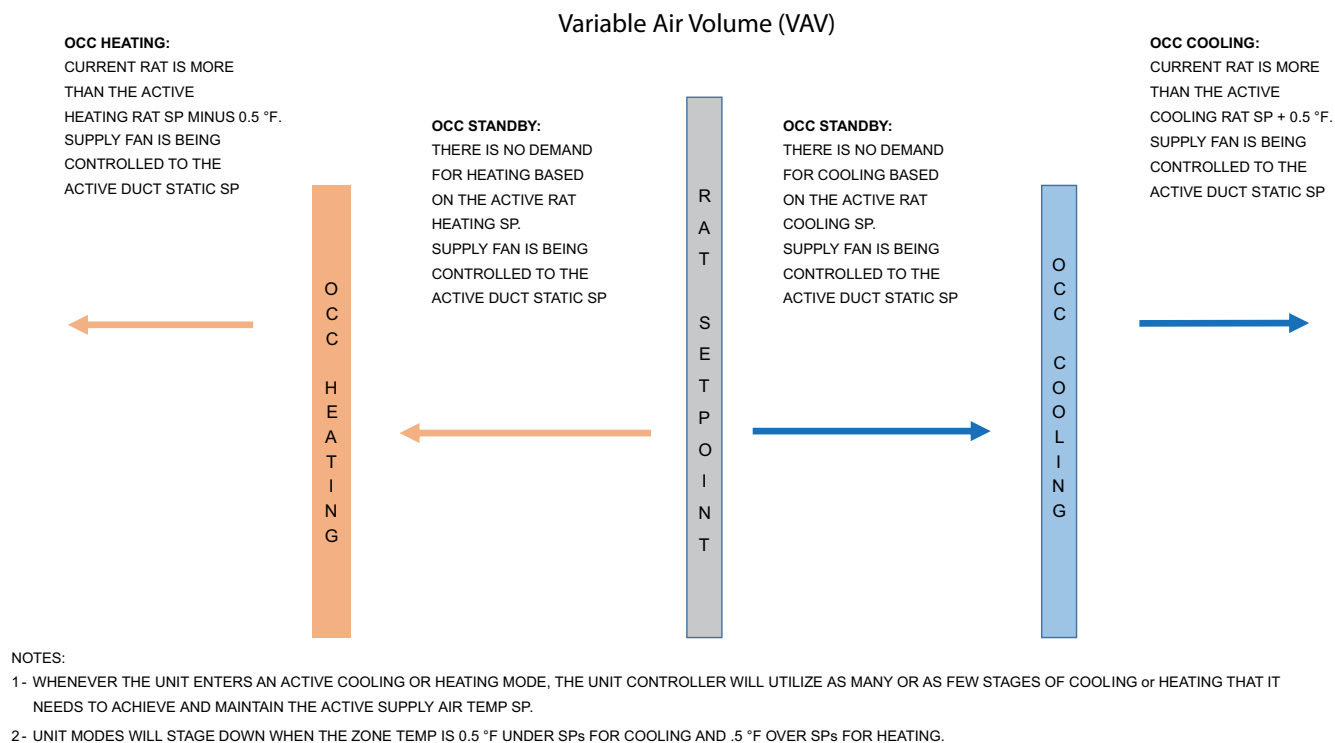 Variable Air Volume (VAV)
OCC HEATING:
CURRENT RAT IS MORE
THAN THE ACTIVE
HEATING RAT SP MINUS 0.5 °F.
SUPPLY FAN IS BEING
CONTROLLED TO THE
ACTIVE DUCT STATIC SP
OCC STANDBY:
THERE IS NO DEMAND
FOR HEATING BASED
ON THE ACTIVE RAT
HEATING SP.
SUPPLY FAN IS BEING
CONTROLLED TO THE
ACTIVE DUCT STATIC SP
OCC STANDBY:
THERE IS NO DEMAND
FOR COOLING BASED
ON THE ACTIVE RAT
COOLING SP.
SUPPLY FAN IS BEING
CONTROLLED TO THE
ACTIVE DUCT STATIC SP
OCC COOLING:
CURRENT RAT IS MORE
THAN THE ACTIVE
COOLING RAT SP + 0.5 °F.
SUPPLY FAN IS BEING
CONTROLLED TO THE
ACTIVE DUCT STATIC SP
OCC HEATING
RAT SETPOINT
OCC COOLING
NOTES:
1- WHENEVER THE UNIT ENTERS AN ACTIVE COOLING OR HEATING MODE, THE UNIT CONTROLLER WILL UTILIZE AS MANY OR AS FEW STAGES OF COOLING or HEATING THAT IT
NEEDS TO ACHIEVE AND MAINTAIN THE ACTIVE SUPPLY AIR TEMP SP.
2- UNIT MODES WILL STAGE DOWN WHEN THE ZONE TEMP IS 0.5 °F UNDER SPs FOR COOLING AND .5 °F OVER SPs FOR HEATING.